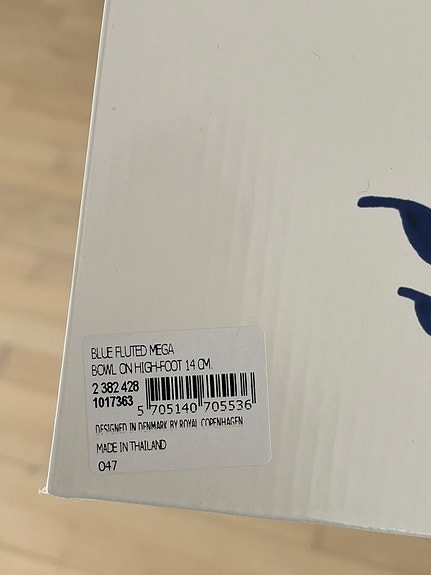 BLUE FLUTED MEGA
BOWL ON HIGH-FOOT 14 CM.
2 382 428
1017363
5 705140 705536
DESIGNED IN DENMARK BY ROYAL COPENHAGEN
MADE IN THAILAND
047